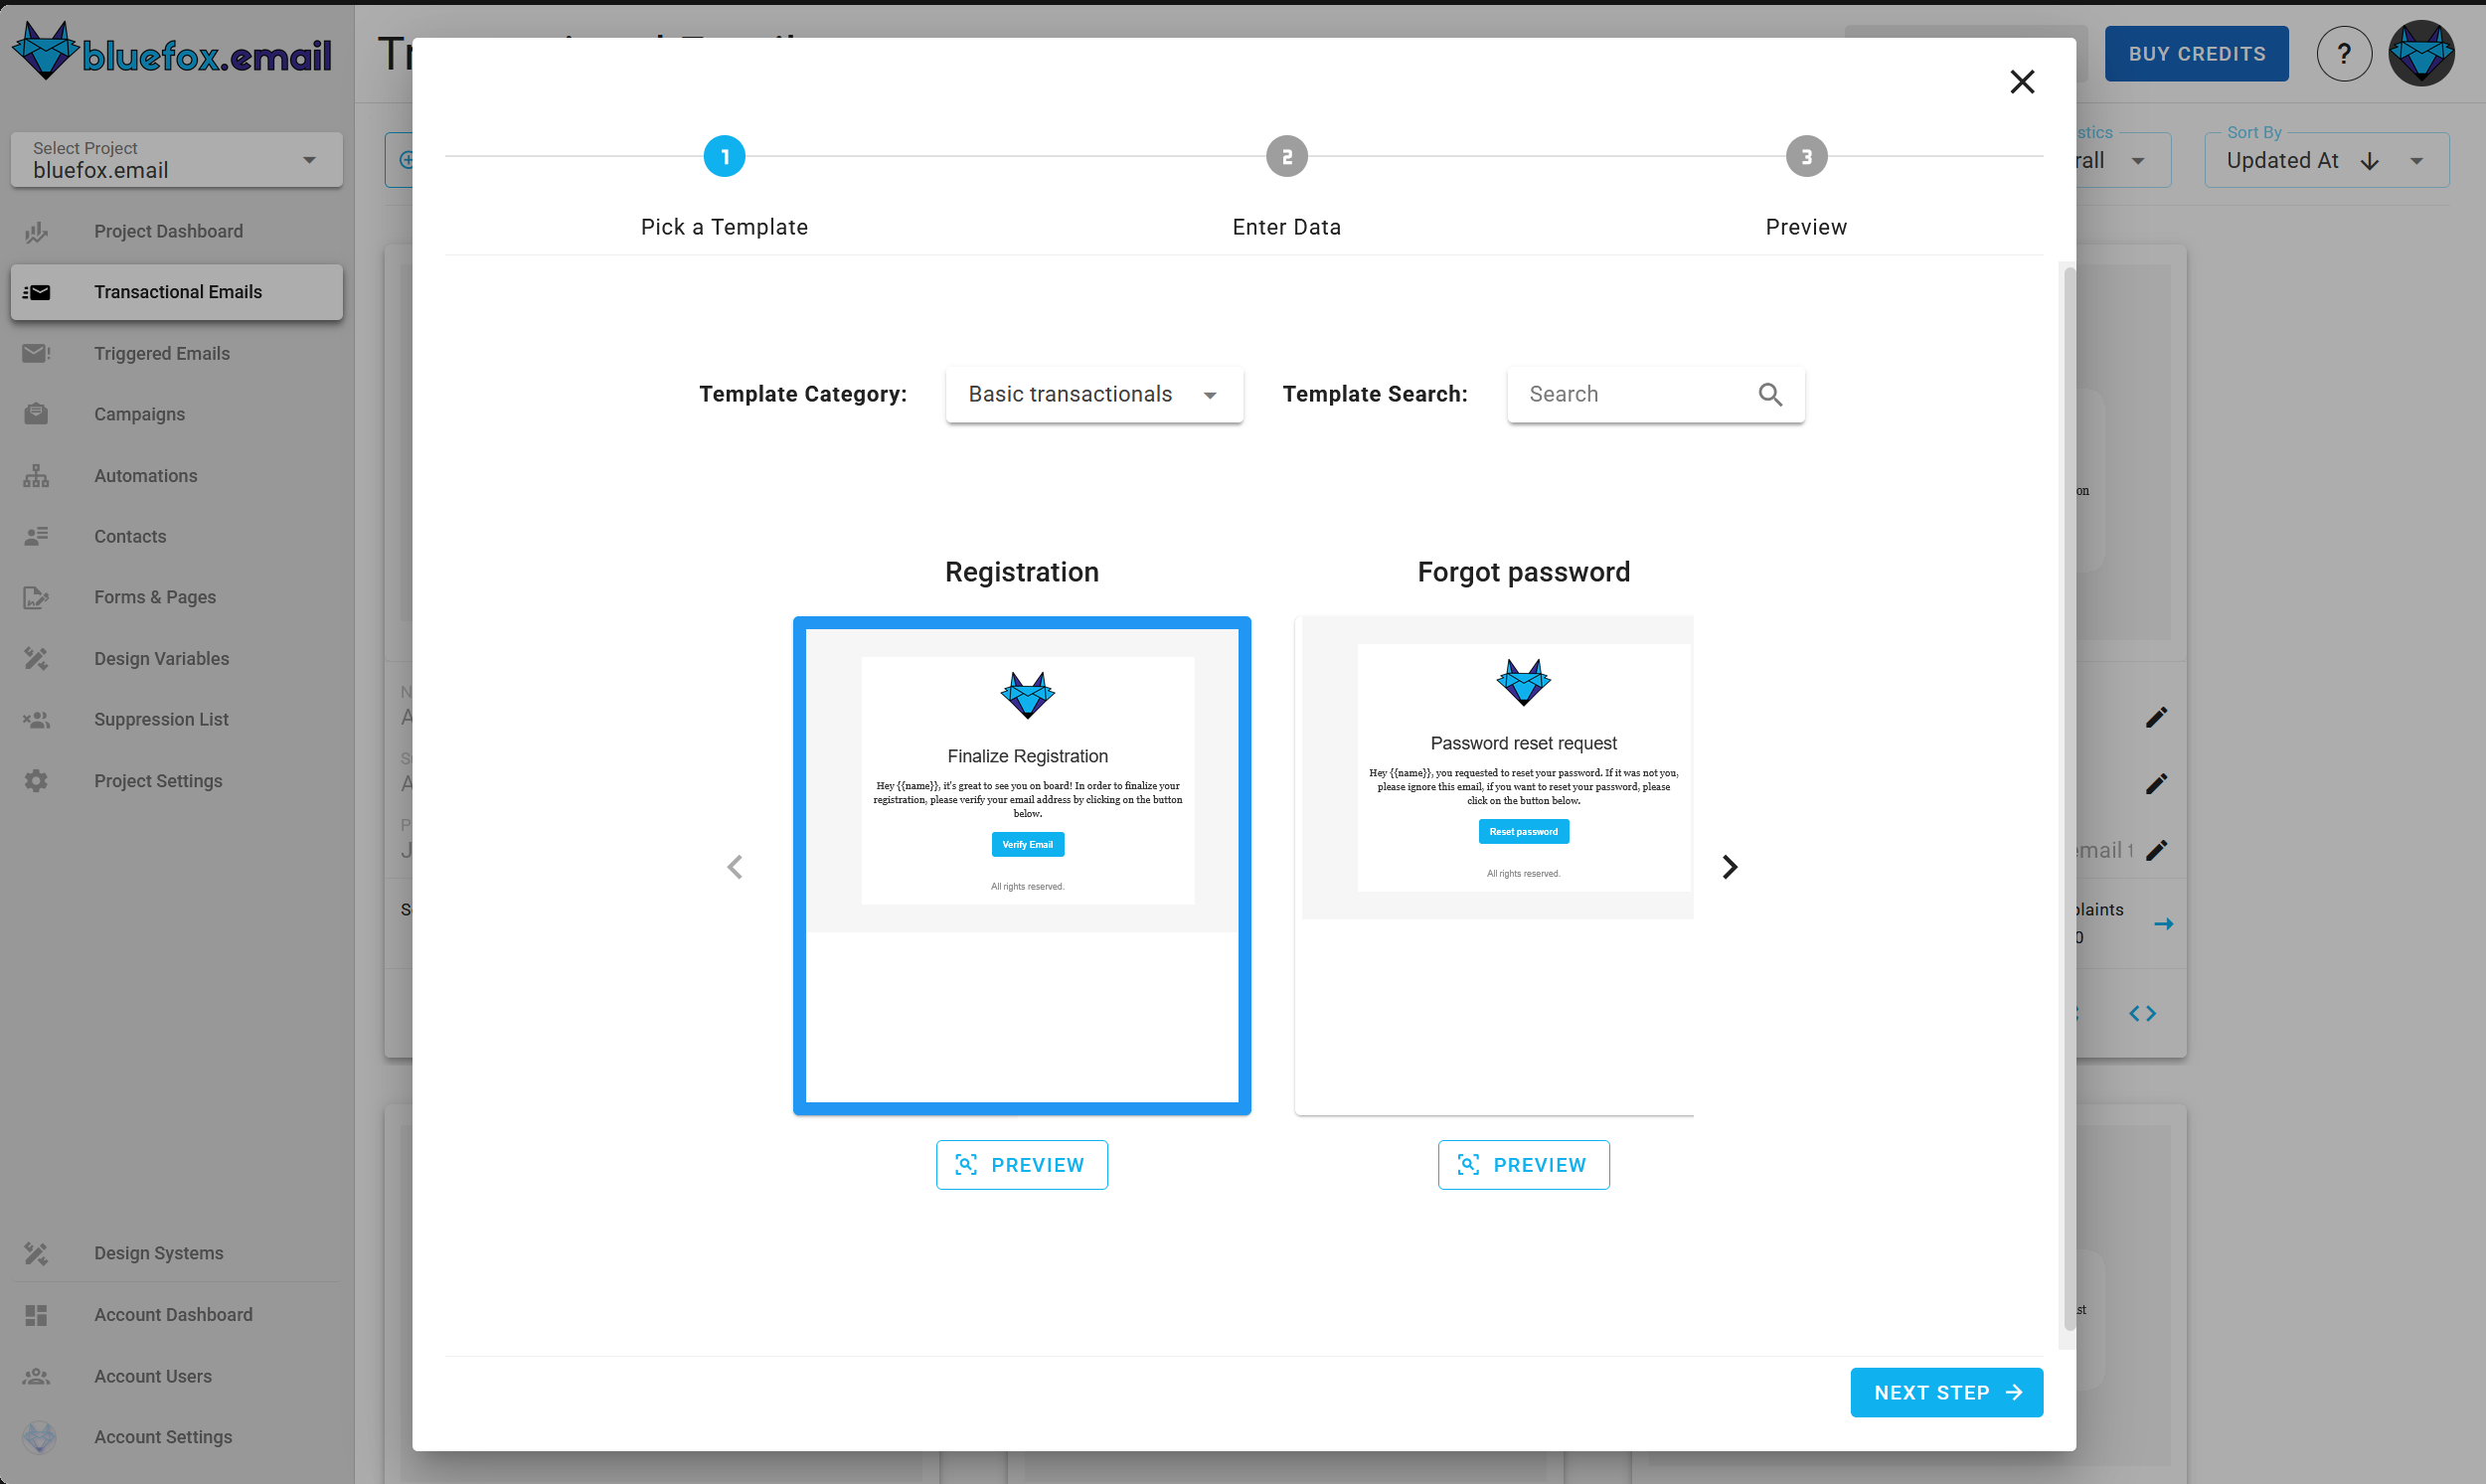 bluefox.email
BUY CREDITS
?
Select Project
bluefox.email
Project Dashboard
Transactional Emails
Triggered Emails
Campaigns
Automations
Contacts
Forms & Pages
Design Variables
Suppression List
Project Settings
Design Systems
Account Dashboard
Account Users
Account Settings
1
2
3
Pick a Template
Enter Data
Preview
Sort By
Updated At
Template Category:
Basic transactionals
Template Search:
Search
Registration
Forgot password
Finalize Registration
Hey {{name}}, it's great to see you on board! In order to finalize your
registration, please verify your email address by clicking on the button
below.
Verify Email
All rights reserved.
Password reset request
Hey {{name}}, you requested to reset your password. If it was not you,
please ignore this email, if you want to reset your password, please
click on the button below.
Reset password
All rights reserved.
PREVIEW
PREVIEW
NEXT STEP